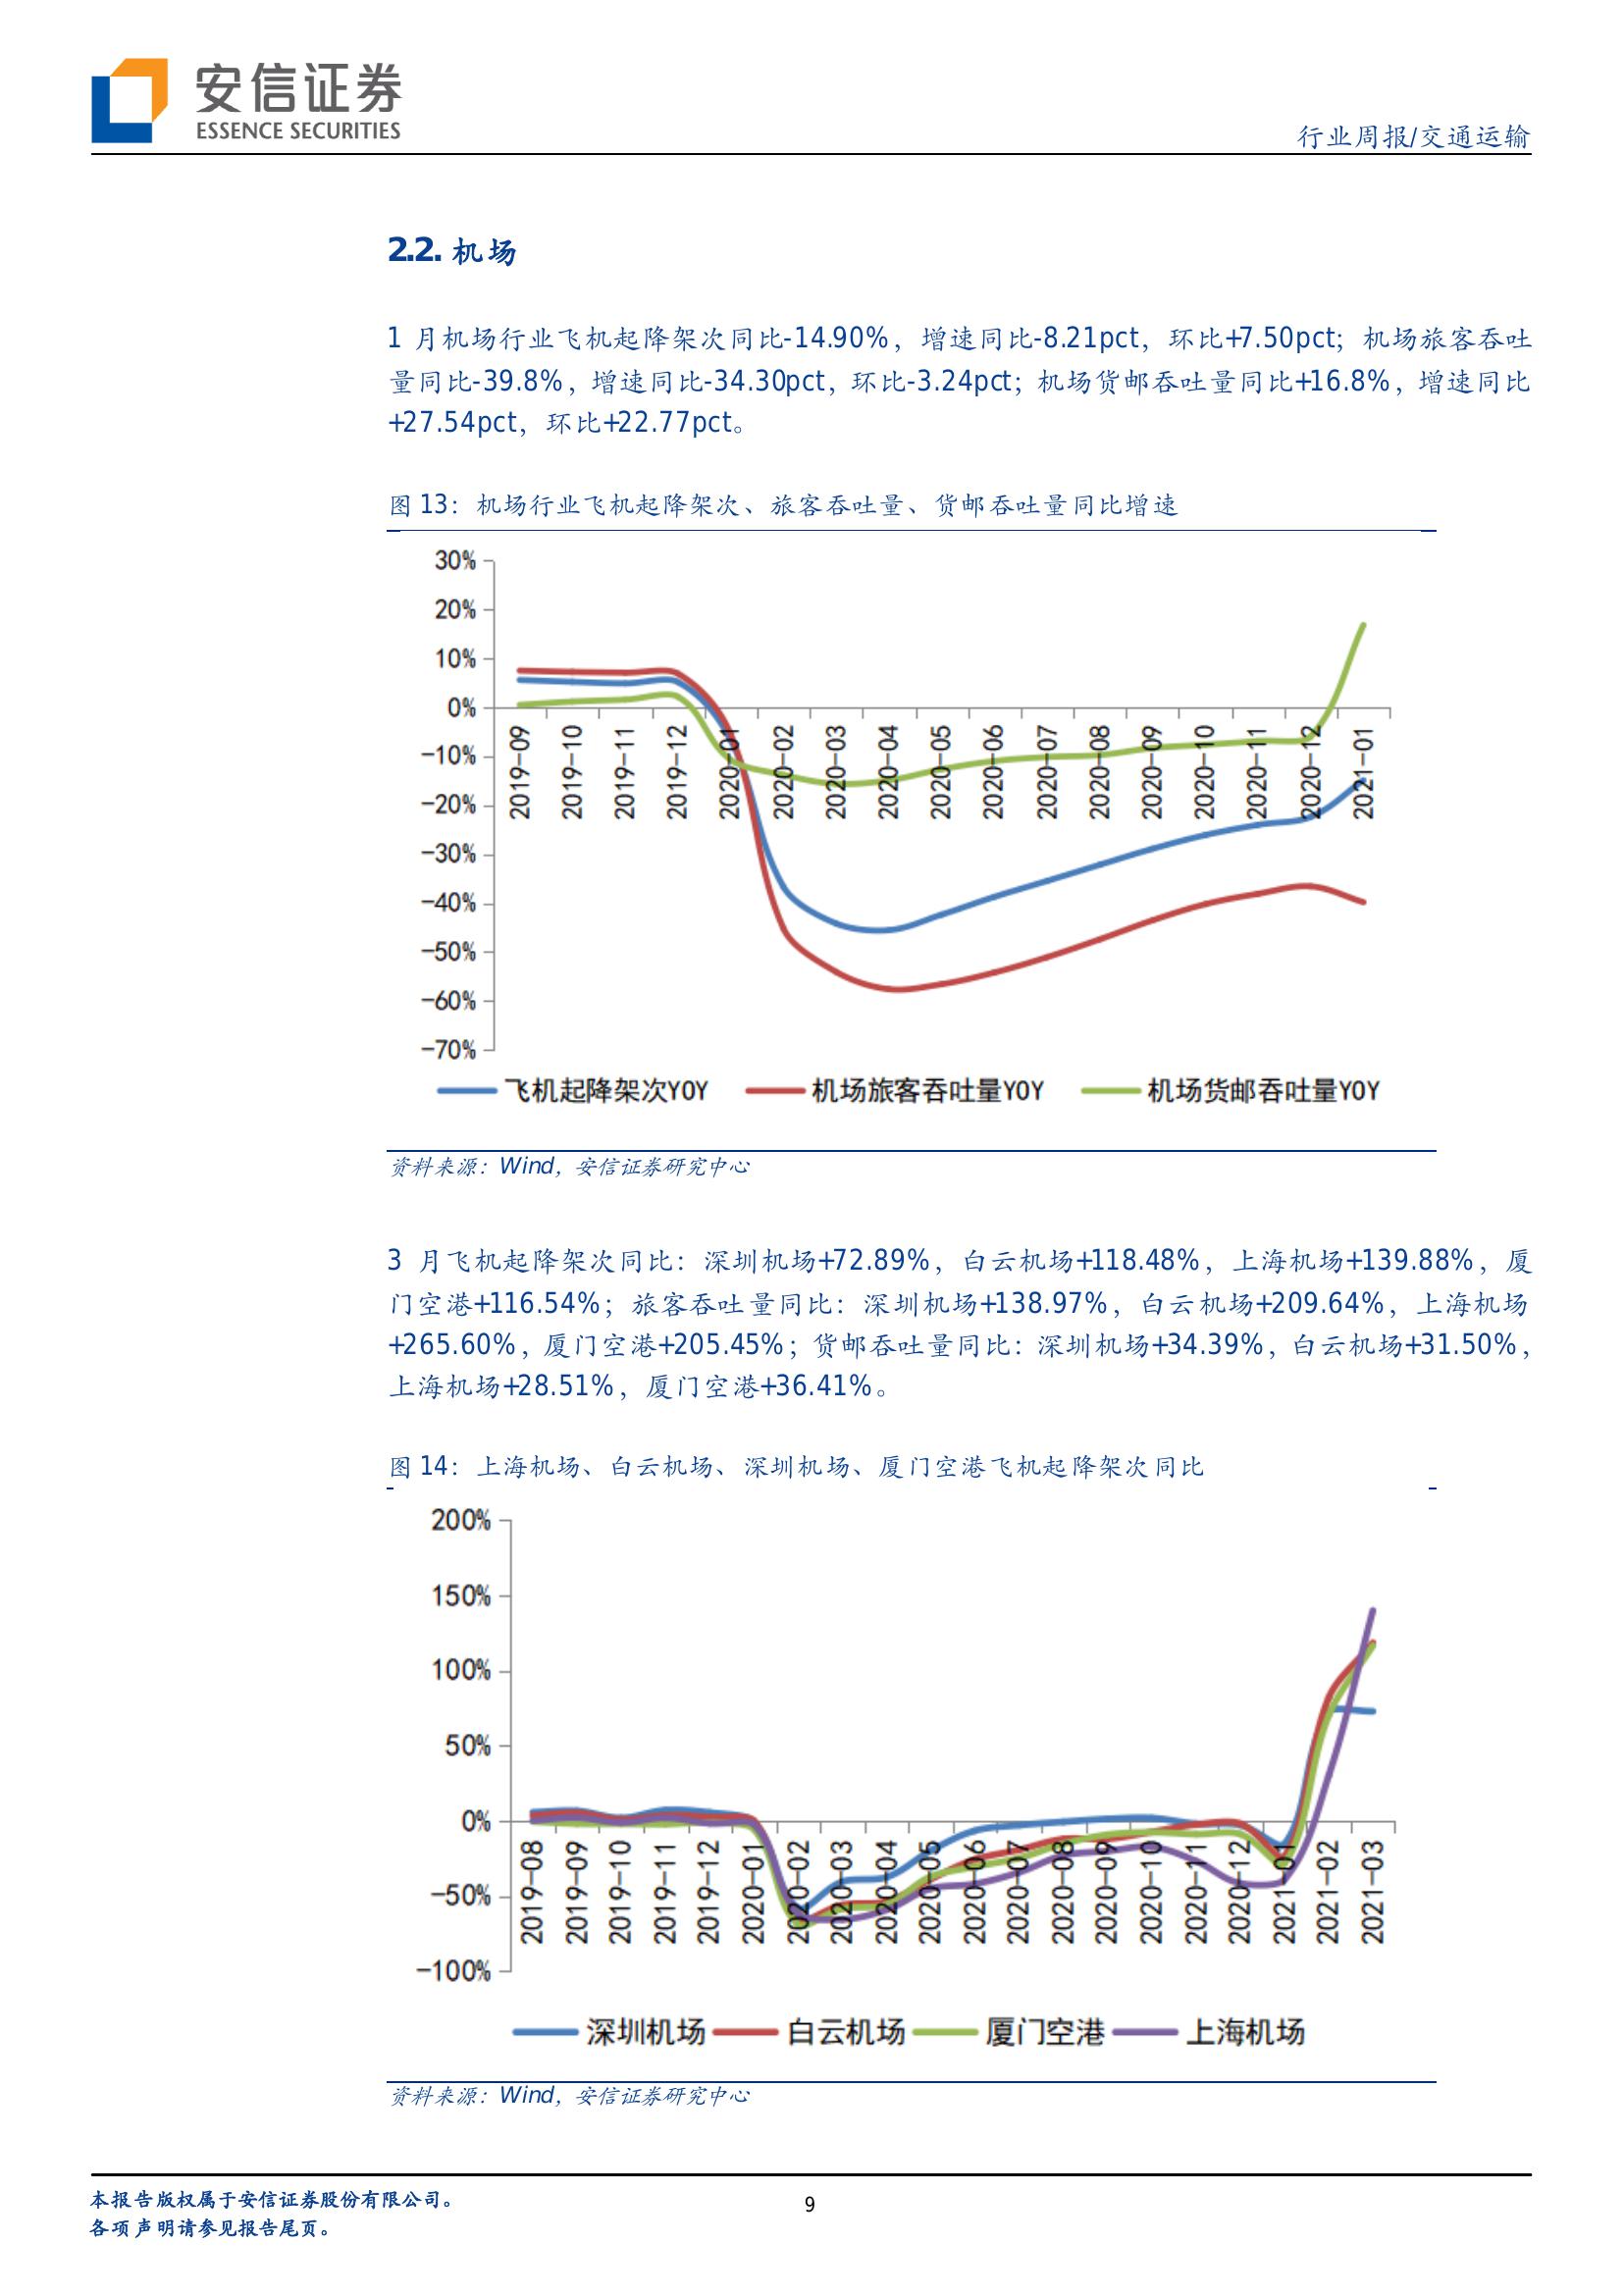 安信证券
ESSENCE SECURITIES
行业周报/交通运输
2.2. 机场
1 月机场行业飞机起降架次同比-14.90%，增速同比-8.21pct，环比+7.50pct；机场旅客吞吐
量同比-39.8%，增速同比-34.30pct，环比-3.24pct；机场货邮吞吐量同比+16.8%，增速同比
+27.54pct，环比+22.77pct。
图 13：机场行业飞机起降架次、旅客吞吐量、货邮吞吐量同比增速
30%
20%
10%
0%
-10%
-20%
-30%
-40%
-50%
-60%
-70%
2019-09
2019-10
2019-11
2019-12
2020-01
2020-02
2020-03
2020-04
2020-05
2020-06
2020-07
2020-08
2020-09
2020-10
2020-11
2020-12
2021-01
飞机起降架次YOY 机场旅客吞吐量YOY 机场货邮吞吐量YOY
资料来源：Wind，安信证券研究中心
3 月飞机起降架次同比：深圳机场+72.89%，白云机场+118.48%，上海机场+139.88%，厦
门空港+116.54%；旅客吞吐量同比：深圳机场+138.97%，白云机场+209.64%，上海机场
+265.60%，厦门空港+205.45%；货邮吞吐量同比：深圳机场+34.39%，白云机场+31.50%，
上海机场+28.51%，厦门空港+36.41%。
图 14：上海机场、白云机场、深圳机场、厦门空港飞机起降架次同比
200%
150%
100%
50%
0%
-50%
-100%
2019-08
2019-09
2019-10
2019-11
2019-12
2020-01
2020-02
2020-03
2020-04
2020-05
2020-06
2020-07
2020-08
2020-09
2020-10
2020-11
2020-12
2021-01
2021-02
2021-03
深圳机场 白云机场 厦门空港 上海机场
资料来源：Wind，安信证券研究中心
本报告版权属于安信证券股份有限公司。
各项声明请参见报告尾页。
9